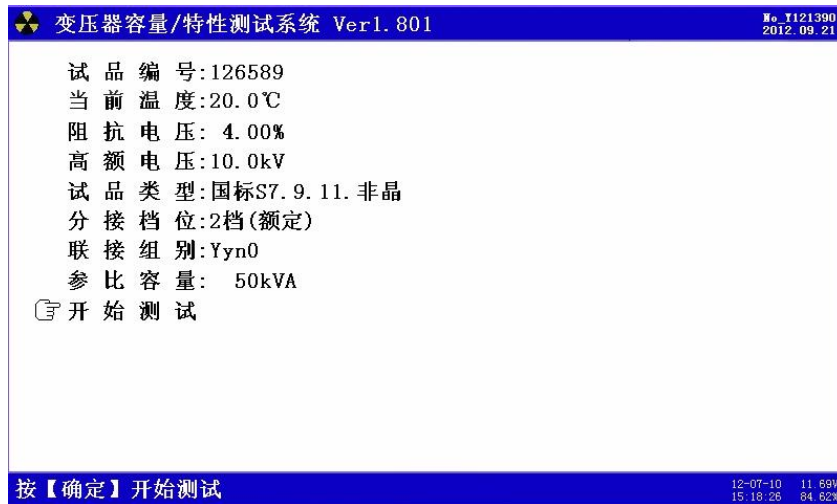 变压器容量/特性测试系统 Ver1.801
No_Y121390
2012.09.21
试品编号:126589
当前温度:20.0℃
阻抗电压: 4.00%
高额电压:10.0kV
试品类型:国标S7.9.11.非晶
分接档位:2档(额定)
联接组别:Yyn0
参比容量: 50kVA
开始测试
按【确定】开始测试
12-07-10 11.69V
15:18:26 84.62%